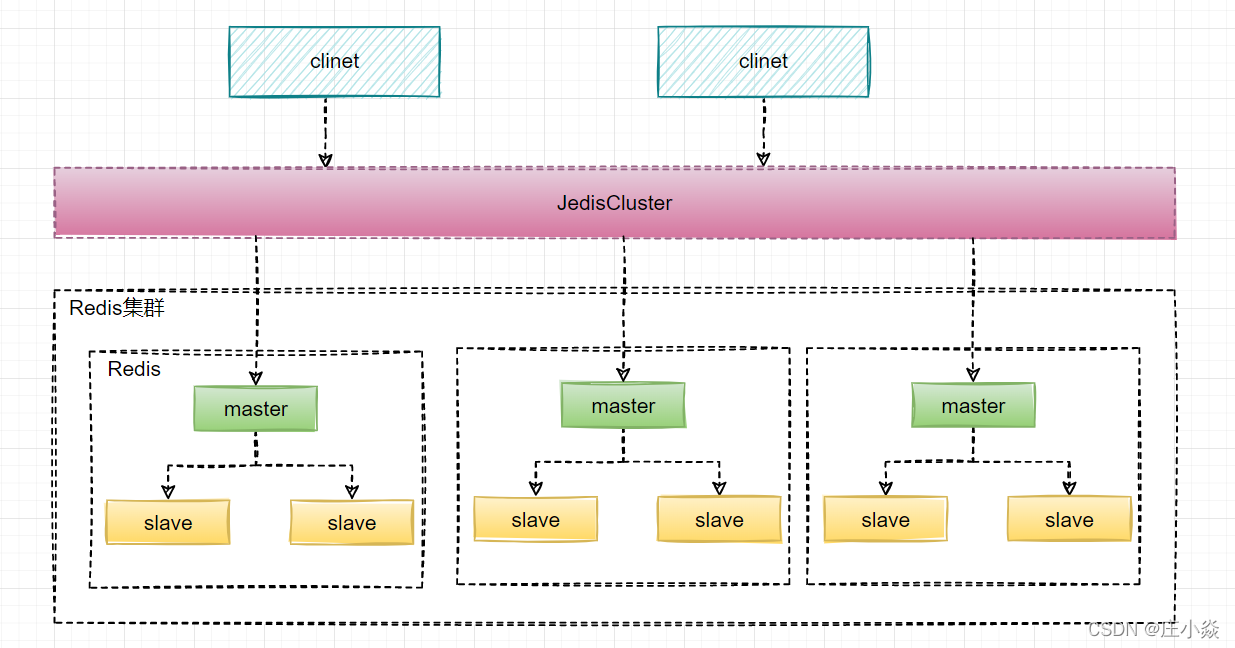 clinet
clinet
JedisCluster
Redis集群
Redis
master
master
master
slave
slave
slave
slave
slave
slave
CSDN @庄小焱